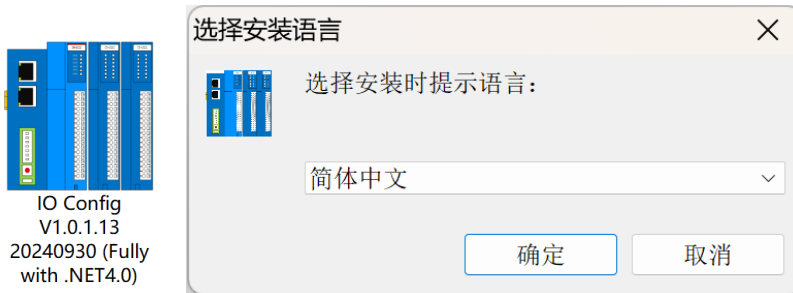 IO Config
V1.0.1.13
20240930 (Fully
with .NET4.0)
选择安装语言
选择安装时提示语言:
简体中文
确定
取消